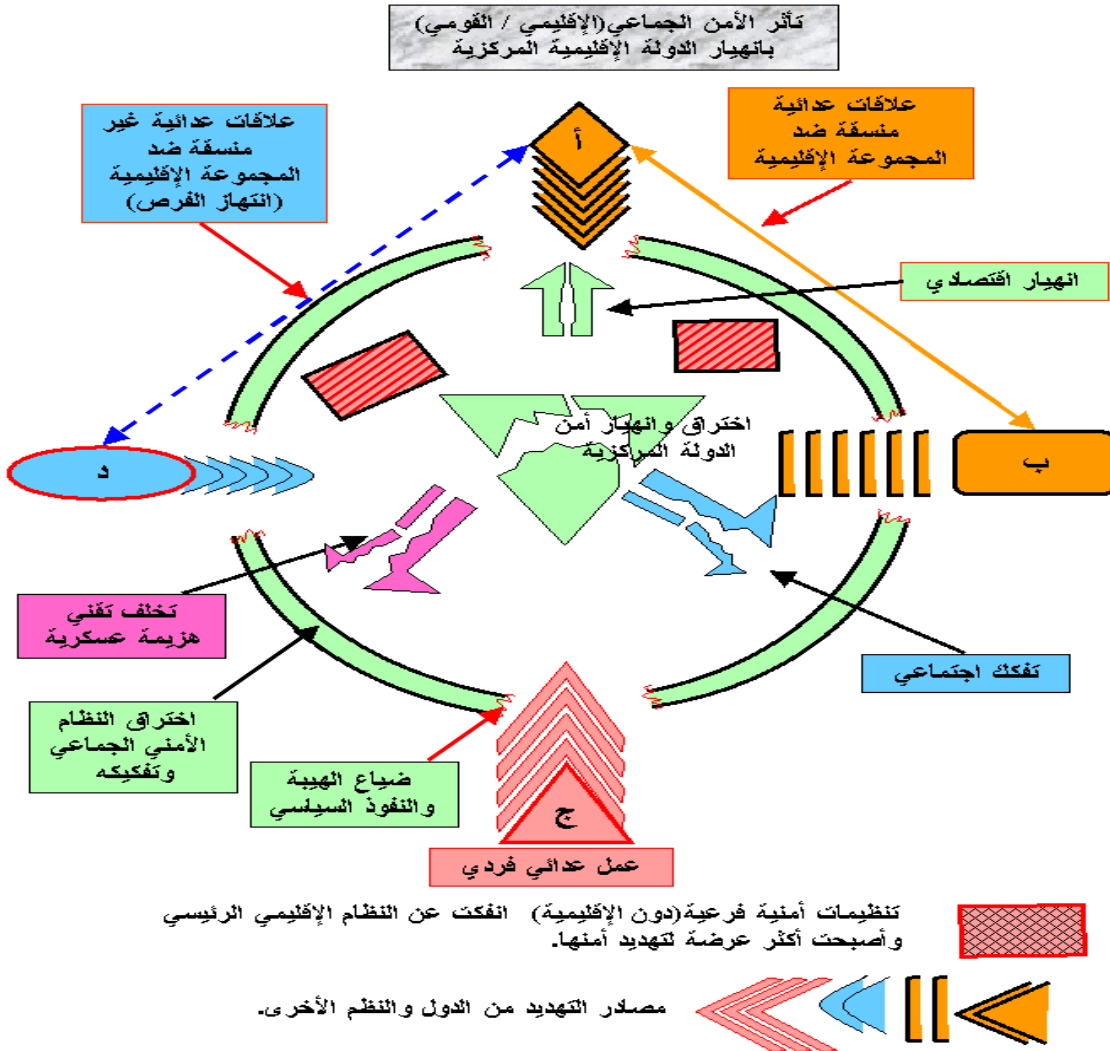 تأثر الأمن الجماعي(الإقليمي / القومي)
بانهيار الدولة الإقليمية المركزية
علاقات عدائية
منسقة ضد
المجموعة الإقليمية
علاقات عدائية غير
منسقة ضد
المجموعة الإقليمية
(انتهاز الفرص)
أ
انهيار اقتصادي
اختراق وانهيار أمن
الدولة المركزية
ب
د
تخلف تقني
هزيمة عسكرية
تفكك اجتماعي
اختراق النظام
الأمني الجماعي
وتفكيكه
ضياع الهيبة
والنفوذ السياسي
ج
عمل عدائي فردي
تنظيمات أمنية فرعية(دون الإقليمية) انفكت عن النظام الإقليمي الرئيسي
وأصبحت أكثر عرضة لتهديد أمنها.
مصادر التهديد من الدول والنظم الأخرى.